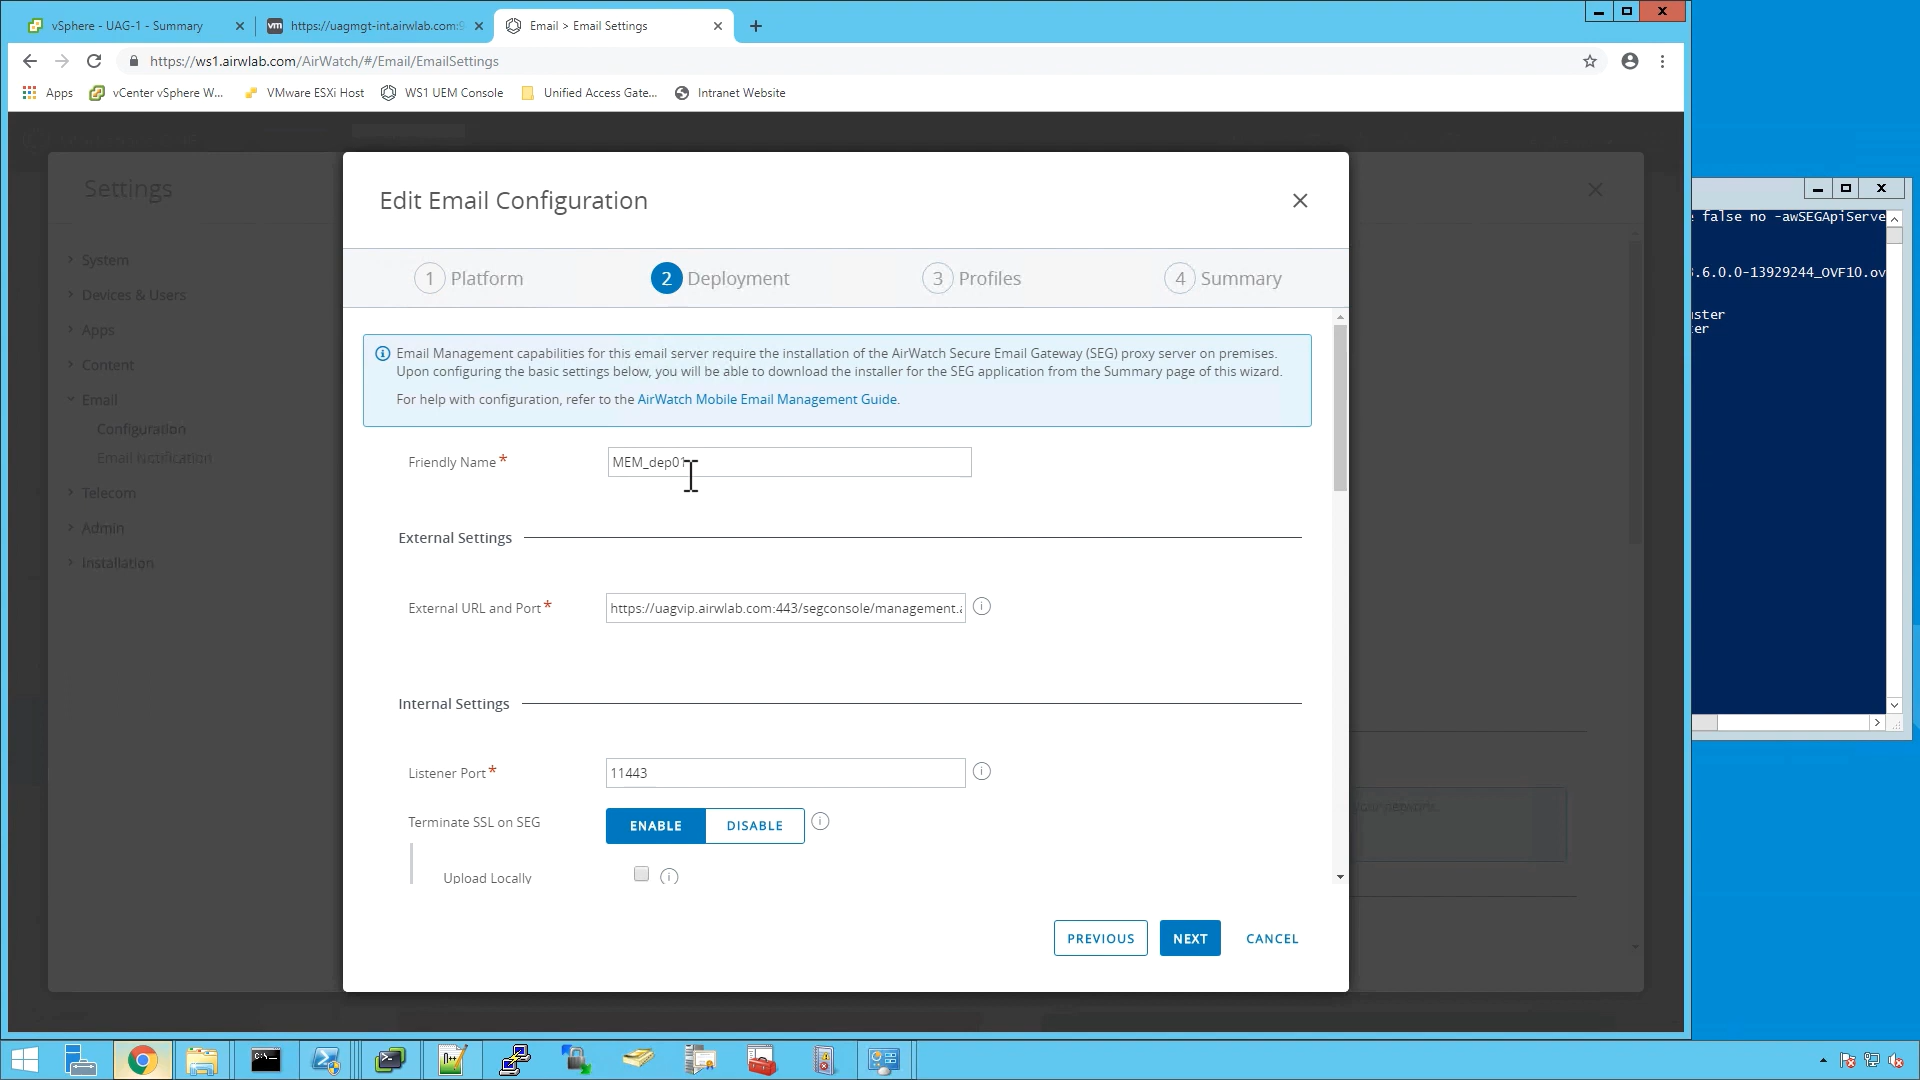 vSphere - UAG-1 - Summary
https://uagmgt-int.airwlab.com:9
Email > Email Settings
https://ws1.airwlab.com/AirWatch/#/Email/EmailSettings
Apps
vCenter vSphere W...
VMware ESXi Host
WS1 UEM Console
Unified Access Gate...
Intranet Website
Settings
System
Devices & Users
Apps
Content
Email
Configuration
Email Notification
Telecom
Admin
Installation
Edit Email Configuration
1 Platform
2 Deployment
3 Profiles
4 Summary
Email Management capabilities for this email server require the installation of the AirWatch Secure Email Gateway (SEG) proxy server on premises.
Upon configuring the basic settings below, you will be able to download the installer for the SEG application from the Summary page of this wizard.
For help with configuration, refer to the AirWatch Mobile Email Management Guide.
Friendly Name*
MEM_dep01
External Settings
External URL and Port*
https://uagvip.airwlab.com:443/segconsole/management.a
Internal Settings
Listener Port*
11443
Terminate SSL on SEG
ENABLE
DISABLE
Upload Locally
PREVIOUS
NEXT
CANCEL
false no -awSEGApiServe
.6.0.0-13929244_OVF10.ov
uster
er